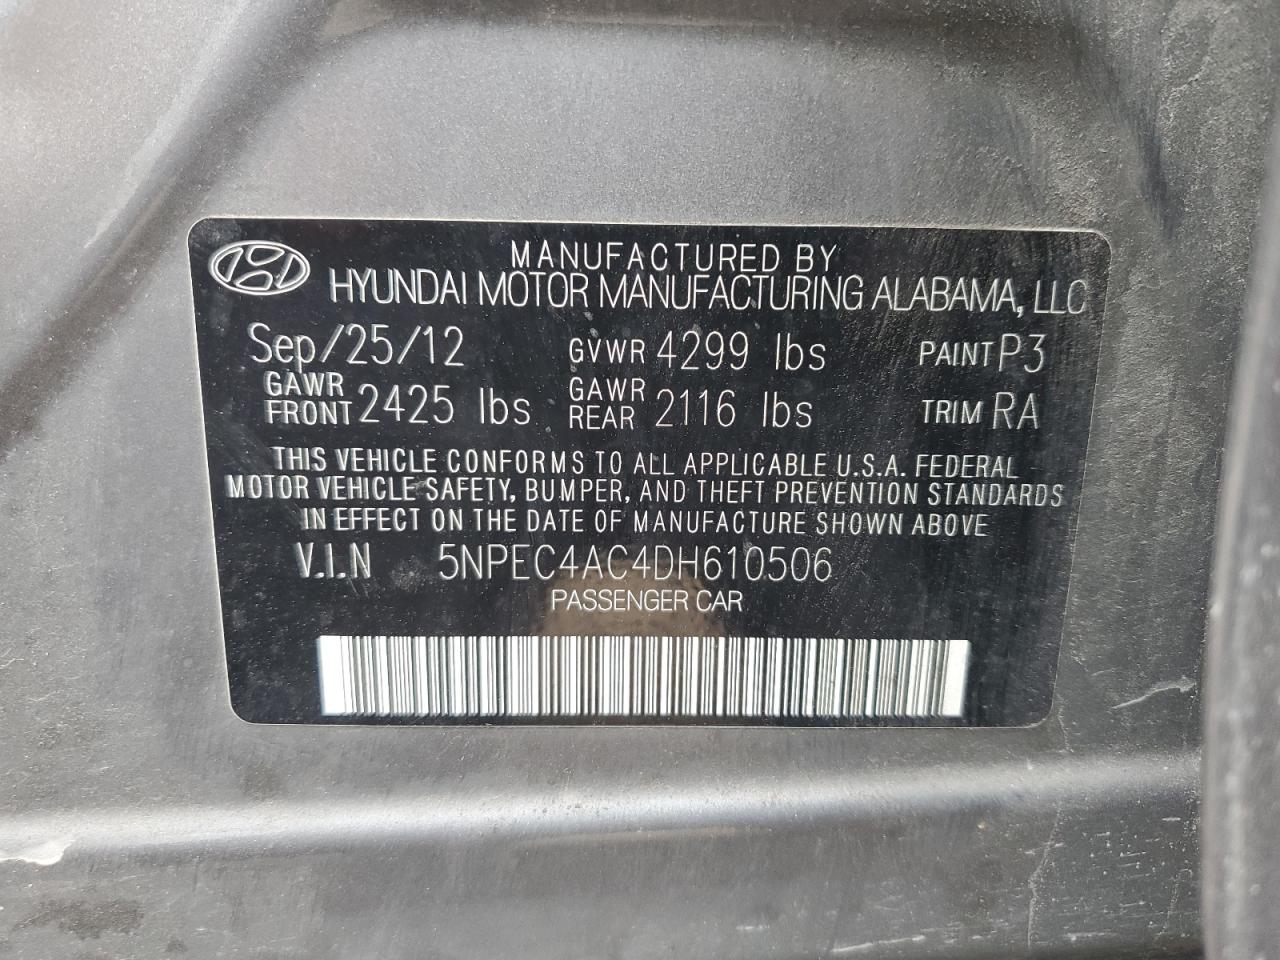 MANUFACTURED BY
HYUNDAI MOTOR MANUFACTURING ALABAMA, LLC
Sep/25/12 GVWR 4299 lbs PAINT P3
GAWR FRONT 2425 lbs GAWR REAR 2116 lbs TRIM RA
THIS VEHICLE CONFORMS TO ALL APPLICABLE U.S.A. FEDERAL
MOTOR VEHICLE SAFETY, BUMPER, AND THEFT PREVENTION STANDARDS
IN EFFECT ON THE DATE OF MANUFACTURE SHOWN ABOVE
V.I.N 5NPEC4AC4DH610506
PASSENGER CAR